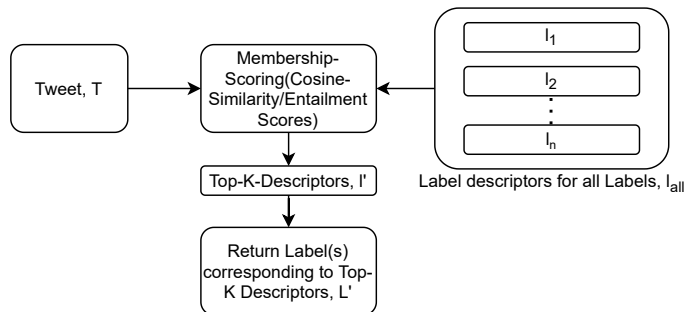 Tweet, T
Membership-
Scoring(Cosine-
Similarity/Entailment
Scores)
l1
l2
ln
Label descriptors for all Labels, lall
Top-K-Descriptors, l'
Return Label(s)
corresponding to Top-
K Descriptors, L'